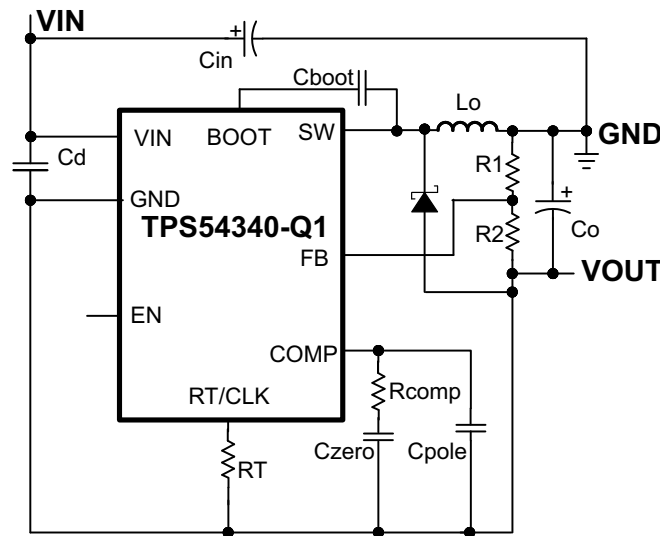 VIN
+
Cin
Cboot
Lo
VIN
BOOT
SW
GND
Cd
R1
GND
+
TPS54340-Q1
R2
Co
FB
VOUT
EN
COMP
RT/CLK
Rcomp
RT
Czero
Cpole